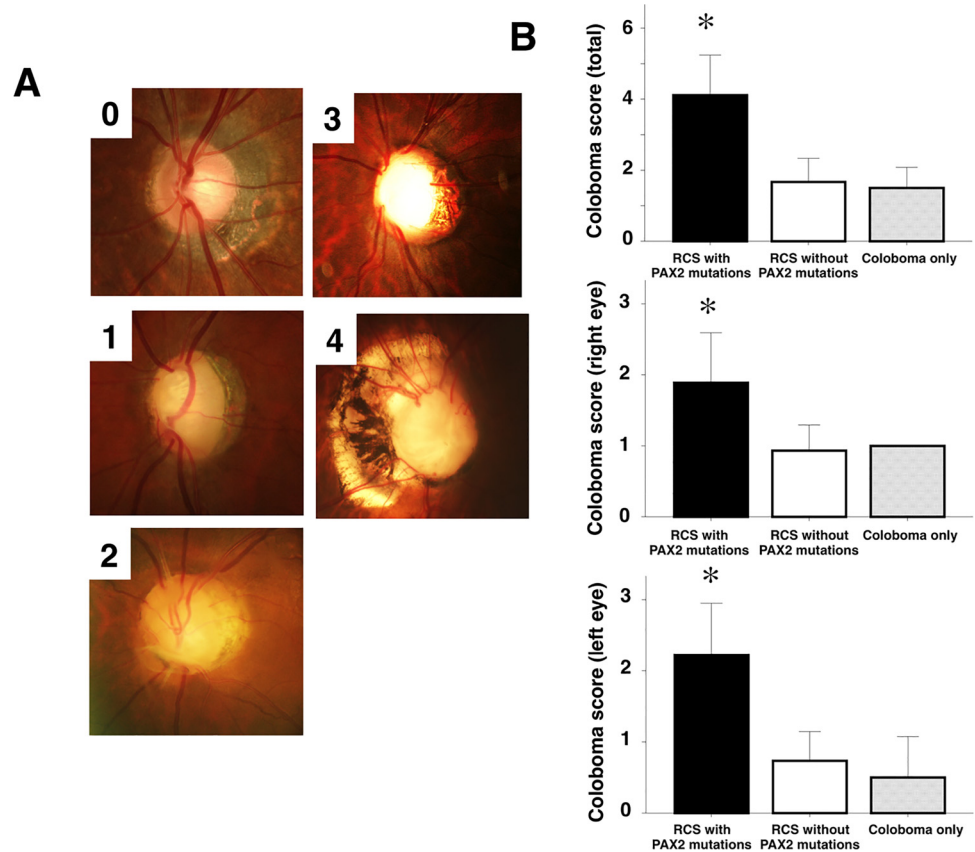 A
0
3
1
4
2
B
Coloboma score (total)
6
4
2
0
*
RCS with
PAX2 mutations
RCS without
PAX2 mutations
Coloboma only
Coloboma score (right eye)
3
2
1
0
*
RCS with
PAX2 mutations
RCS without
PAX2 mutations
Coloboma only
Coloboma score (left eye)
3
2
1
0
*
RCS with
PAX2 mutations
RCS without
PAX2 mutations
Coloboma only